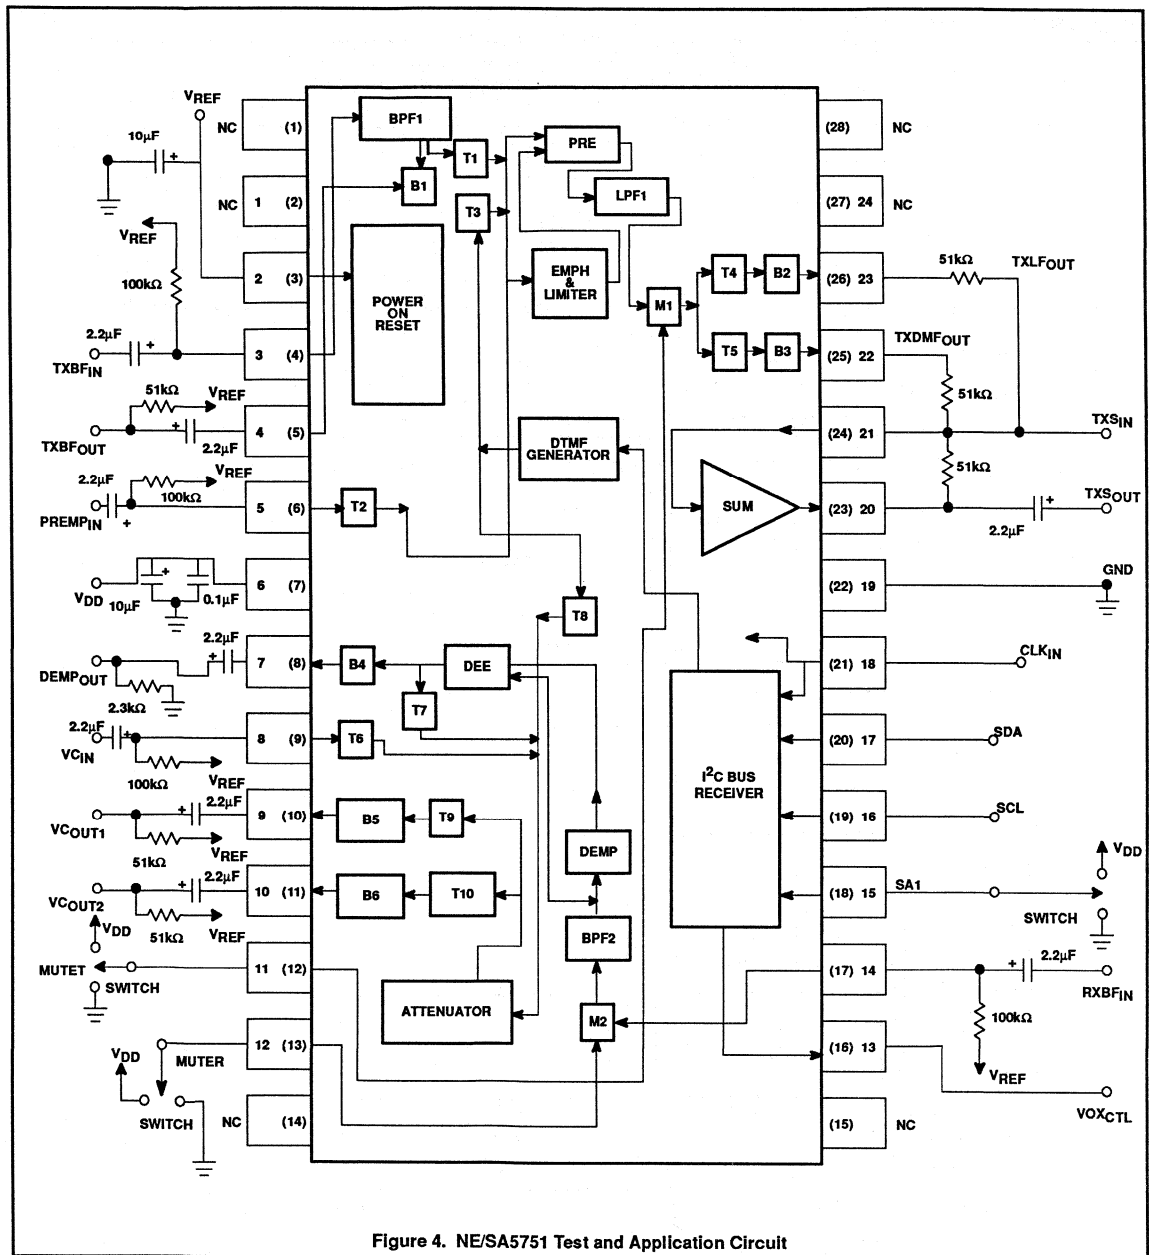 VREF
NC
(1)
10µF
+
NC
1 (2)
VREF
2 (3)
100kΩ
2.2µF
+
TXBFIN
3 (4)
51kΩ
VREF
TXBFOUT
+
2.2µF
4 (5)
2.2µF
VREF
100kΩ
PREMPIN
+
5 (6)
VDD
10µF
+
0.1µF
6 (7)
2.2µF
+
DEMPOUT
2.3kΩ
7 (8)
2.2µF
+
VCIN
100kΩ
VREF
8 (9)
2.2µF
+
VCOUT1
51kΩ
VREF
9 (10)
2.2µF
+
VCOUT2
51kΩ
VREF
10 (11)
VDD
MUTET
SWITCH
11 (12)
VDD
MUTER
SWITCH
12 (13)
NC
(14)
BPF1
T1
B1
T3
PRE
LPF1
POWER
ON
RESET
EMPH
&
LIMITER
M1
T4
B2
T5
B3
DTMF
GENERATOR
SUM
T2
T8
B4
DEE
T7
T6
B5
T9
B6
T10
DEMP
BPF2
M2
ATTENUATOR
I2C BUS
RECEIVER
(28)
NC
(27) 24
NC
(26) 23
51kΩ
TXLFOUT
(25) 22
TXDMFOUT
51kΩ
(24) 21
TXSIN
51kΩ
(23) 20
+
2.2µF
TXSOUT
(22) 19
GND
(21) 18
CLKIN
(20) 17
SDA
(19) 16
SCL
(18) 15
SA1
VDD
SWITCH
(17) 14
+
2.2µF
RXBFIN
100kΩ
VREF
(16) 13
VOXCTL
(15)
NC
Figure 4. NE/SA5751 Test and Application Circuit